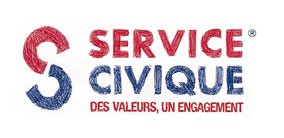 SERVICE®
CIVIQUE
DES VALEURS, UN ENGAGEMENT